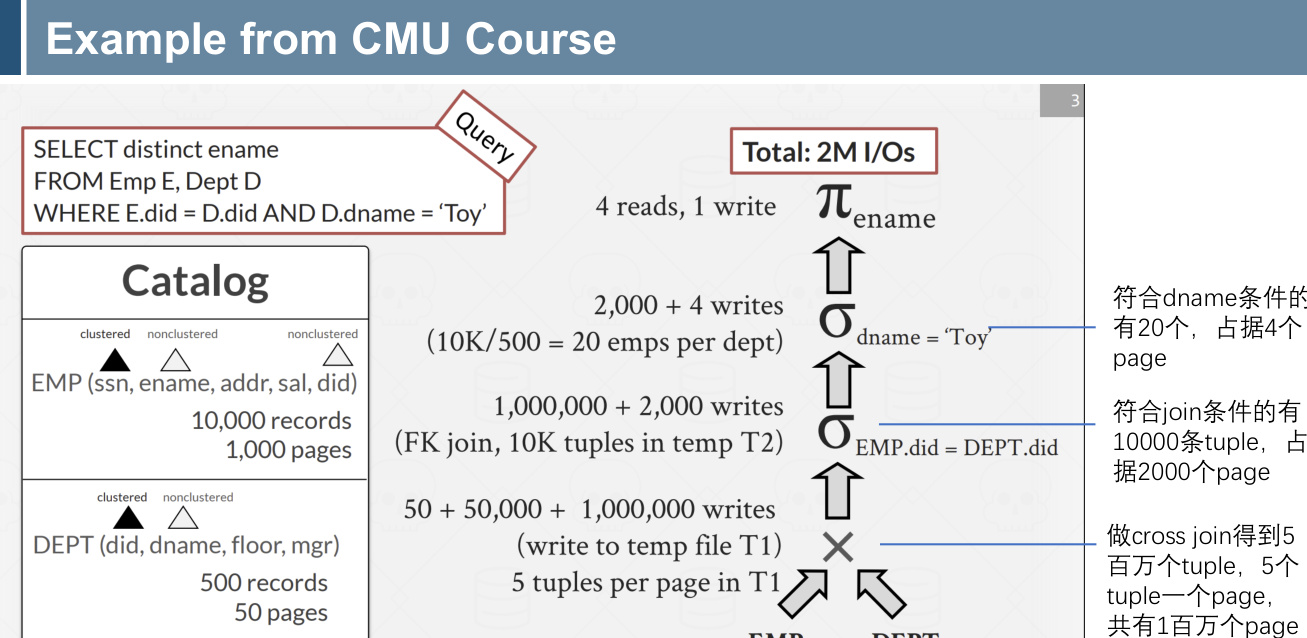 Example from CMU Course
3
Query
SELECT distinct ename
FROM Emp E, Dept D
WHERE E.did = D.did AND D.dname = ‘Toy’
Catalog
clustered nonclustered nonclustered
EMP (ssn, ename, addr, sal, did)
10,000 records
1,000 pages
clustered nonclustered
DEPT (did, dname, floor, mgr)
500 records
50 pages
Total: 2M I/Os
4 reads, 1 write π ename
2,000 + 4 writes
(10K/500 = 20 emps per dept) σ dname = ‘Toy’
1,000,000 + 2,000 writes
(FK join, 10K tuples in temp T2) σ EMP.did = DEPT.did
50 + 50,000 + 1,000,000 writes
(write to temp file T1) ×
5 tuples per page in T1
EMP DEPT
符合dname条件的
有20个，占据4个
page
符合join条件的有
10000条tuple，占
据2000个page
做cross join得到5
百万个tuple，5个
tuple一个page，
共有1百万个page